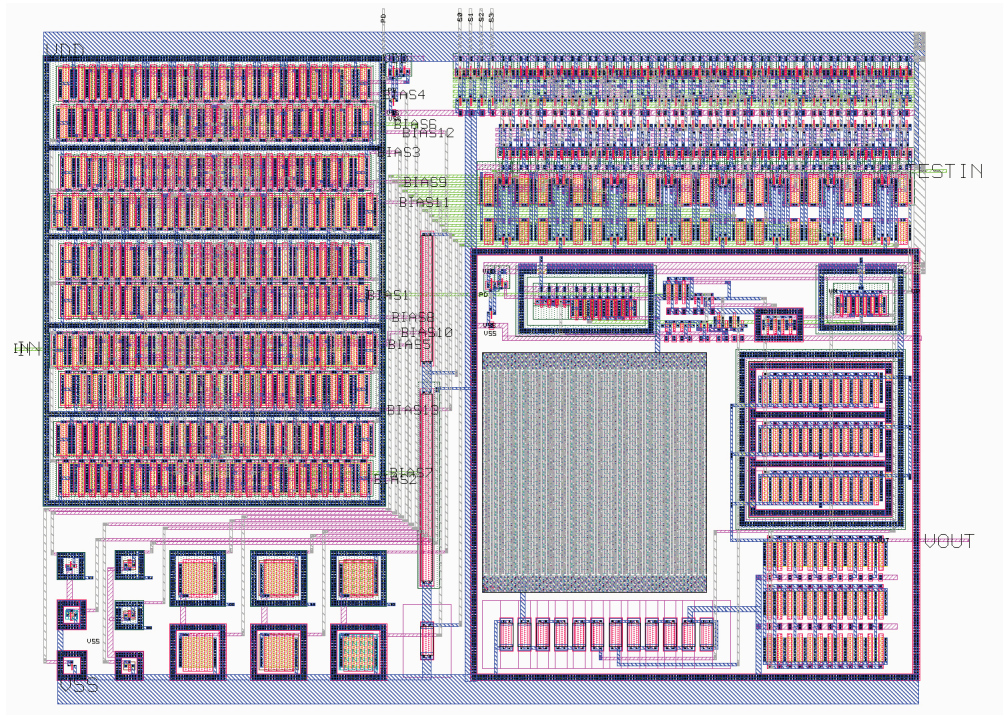 PD
S0
S1
S2
S3
VDD
BIAS4
BIAS6
BIAS12
BIAS3
TESTIN
BIAS9
BIAS11
BIAS1
PD
BIAS8
VSS
BIAS10
IN
BIAS5
BIAS13
BIAS7
BIAS2
VOUT
VSS
VSS